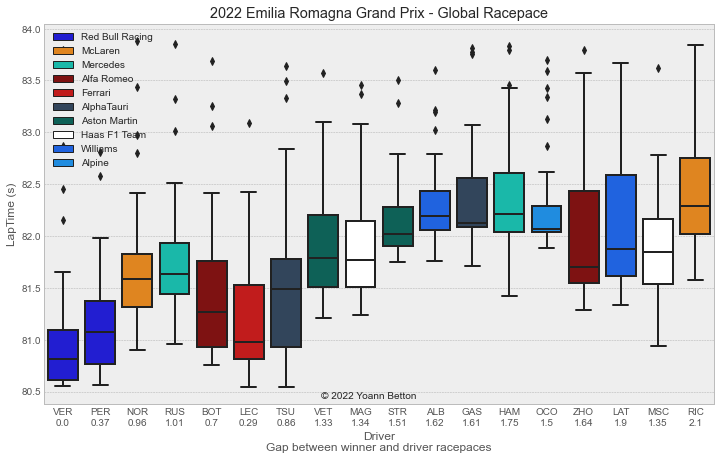 2022 Emilia Romagna Grand Prix - Global Racepace
84.0
83.5
83.0
82.5
82.0
81.5
81.0
80.5
LapTime (s)
Red Bull Racing
McLaren
Mercedes
Alfa Romeo
Ferrari
AlphaTauri
Aston Martin
Haas F1 Team
Williams
Alpine
© 2022 Yoann Betton
VER PER NOR RUS BOT LEC TSU VET MAG STR ALB GAS HAM OCO ZHO LAT MSC RIC
0.0 0.37 0.96 1.01 0.7 0.29 0.86 1.33 1.34 1.51 1.62 1.61 1.75 1.5 1.64 1.9 1.35 2.1
Driver
Gap between winner and driver racepaces